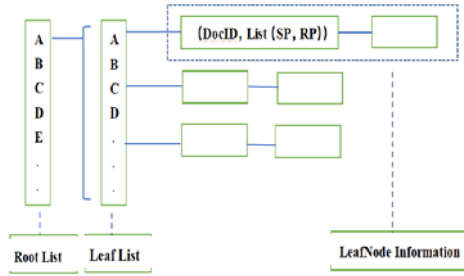 A
B
C
D
E
.
.
A
B
C
D
.
.
.
(DocID, List (SP, RP))
Root List
Leaf List
LeafNode Information